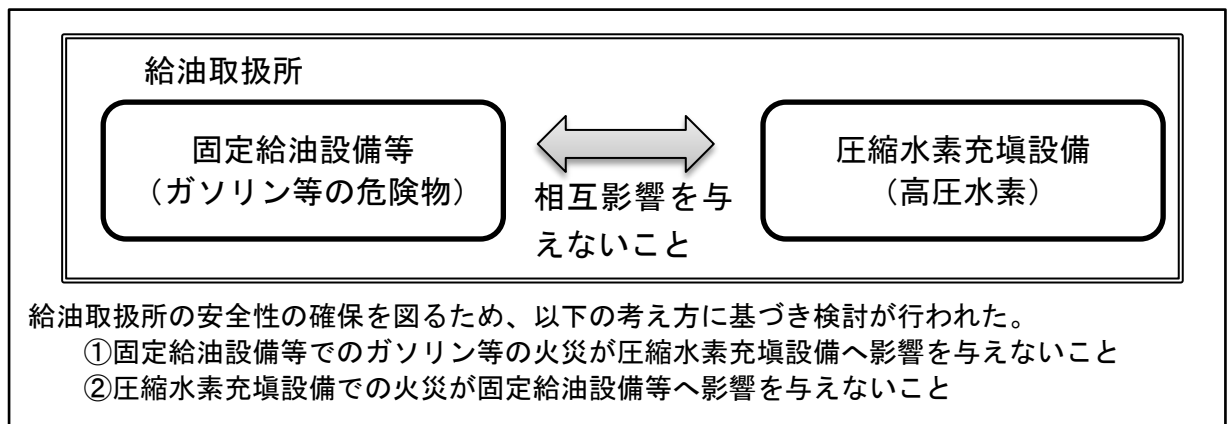 給油取扱所
固定給油設備等
（ガソリン等の危険物）
相互影響を与
えないこと
圧縮水素充塡設備
（高圧水素）
給油取扱所の安全性の確保を図るため、以下の考え方に基づき検討が行われた。
①固定給油設備等でのガソリン等の火災が圧縮水素充塡設備へ影響を与えないこと
②圧縮水素充塡設備での火災が固定給油設備等へ影響を与えないこと